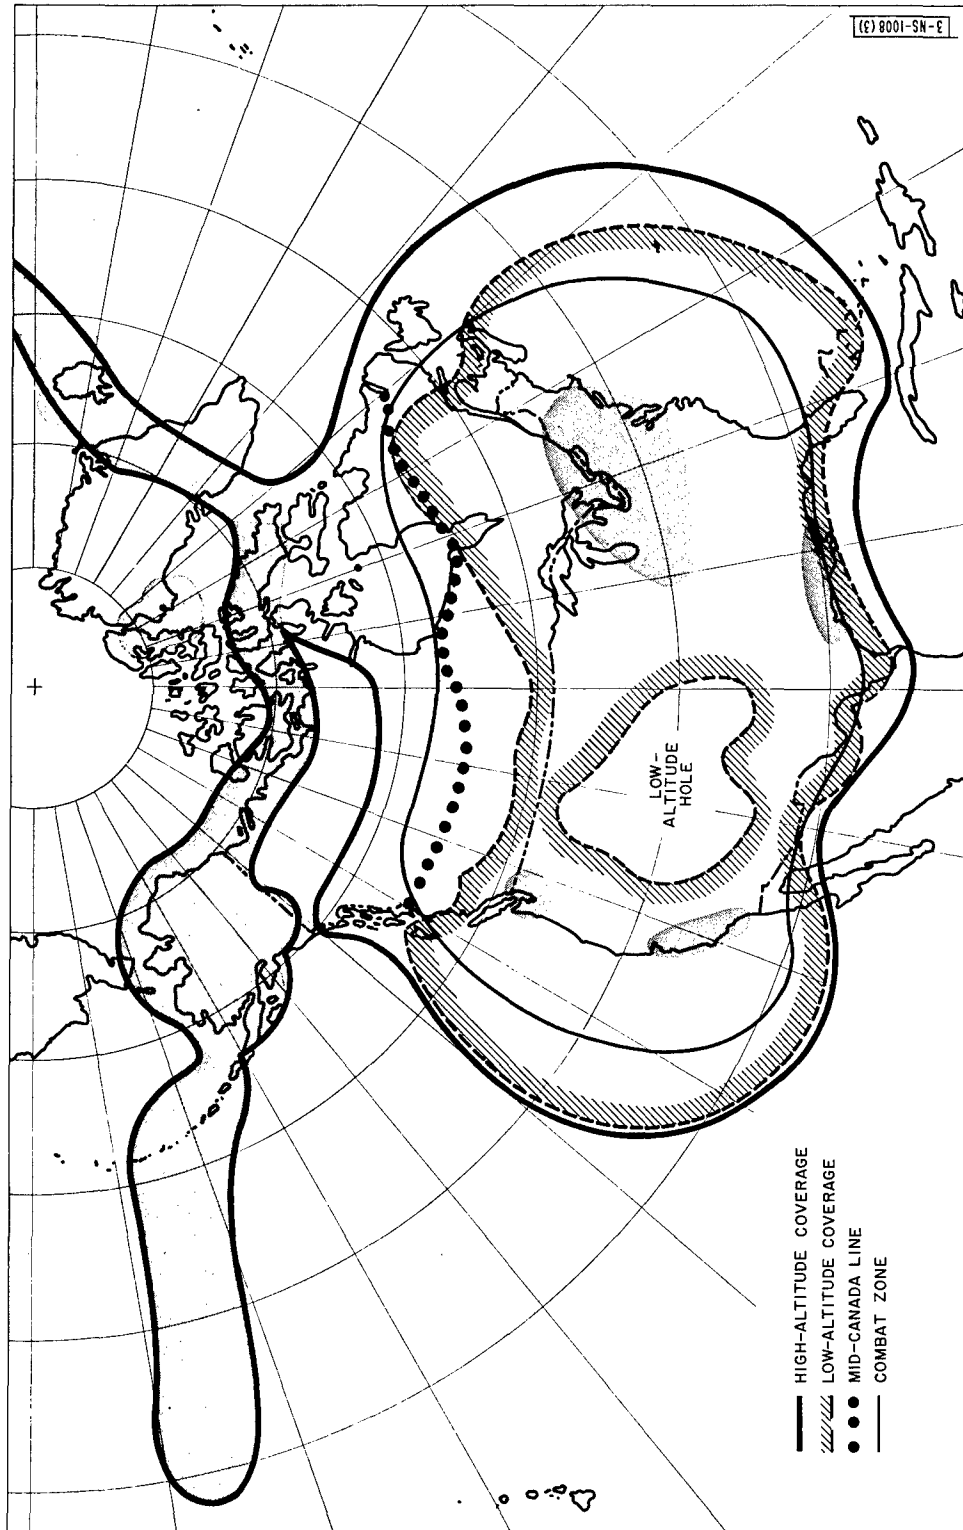 3-NS-1008(3)
LOW-
ALTITUDE
HOLE
HIGH-ALTITUDE COVERAGE
LOW-ALTITUDE COVERAGE
MID-CANADA LINE
COMBAT ZONE